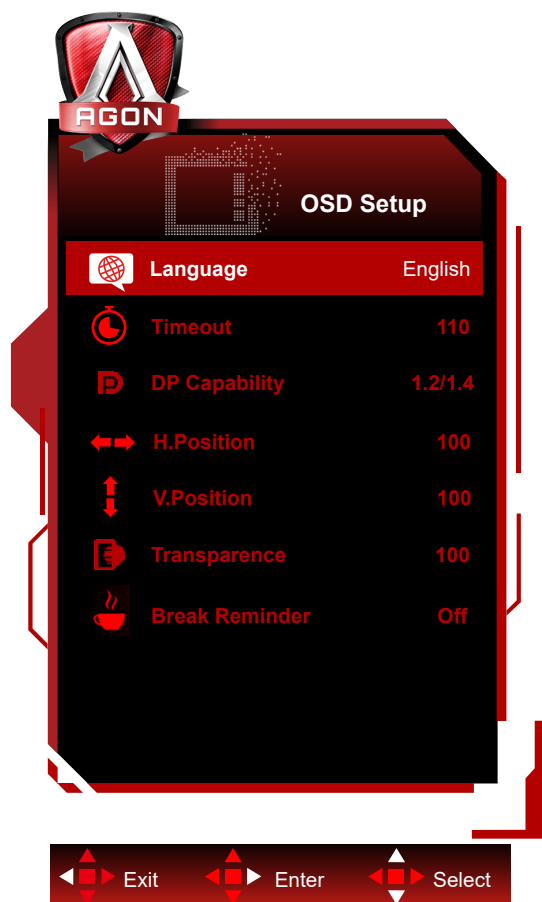 AGON
OSD Setup
Language English
Timeout 110
DP Capability 1.2/1.4
H.Position 100
V.Position 100
Transparence 100
Break Reminder Off
Exit Enter Select